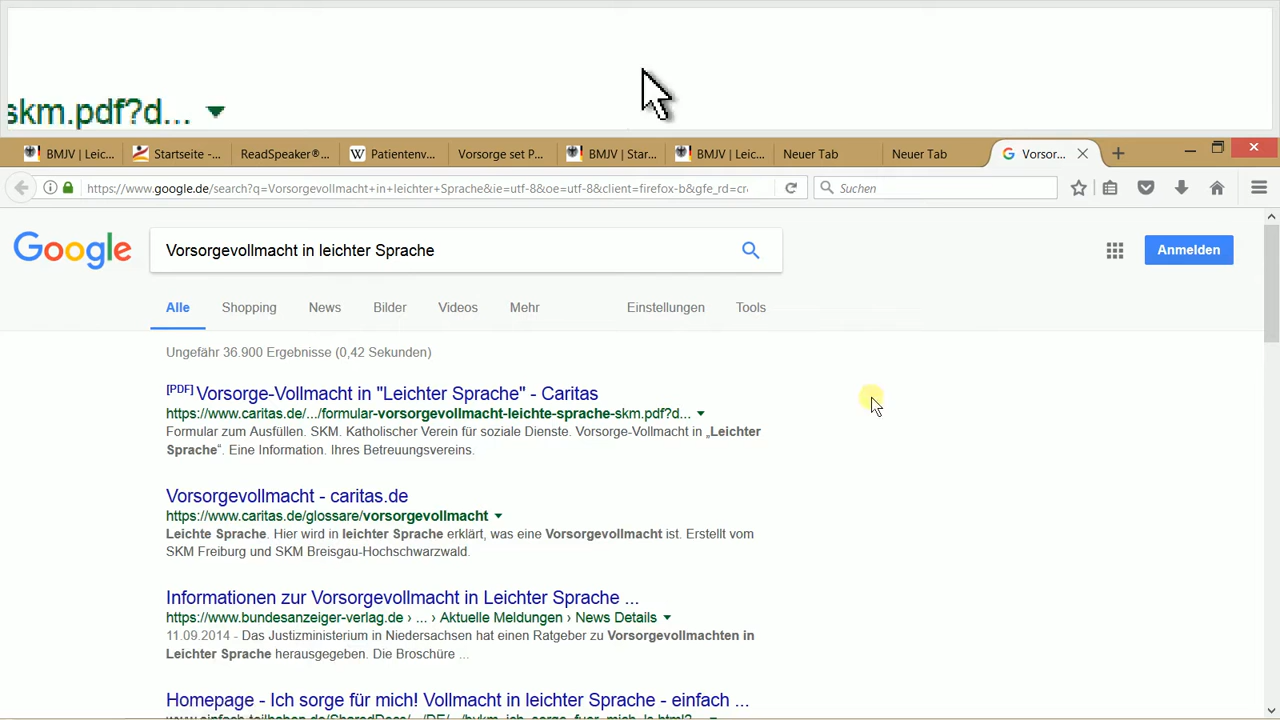 skm.pdf?d...
BMJV | Leic...
Startseite -...
ReadSpeaker®...
Patientenv...
Vorsorge set P...
BMJV | Star...
BMJV | Leic...
Neuer Tab
Neuer Tab
Vorsor...
https://www.google.de/search?q=Vorsorgevollmacht+in+leichter+Sprache&ie=utf-8&oe=utf-8&client=firefox-b&gfe_rd=cr
Suchen
Google
Vorsorgevollmacht in leichter Sprache
Anmelden
Alle Shopping News Bilder Videos Mehr Einstellungen Tools
Ungefähr 36.900 Ergebnisse (0,42 Sekunden)
[PDF] Vorsorge-Vollmacht in "Leichter Sprache" - Caritas
https://www.caritas.de/.../formular-vorsorgevollmacht-leichte-sprache-skm.pdf?d...
Formular zum Ausfüllen. SKM. Katholischer Verein für soziale Dienste. Vorsorge-Vollmacht in „Leichter
Sprache“. Eine Information. Ihres Betreuungsvereins.
Vorsorgevollmacht - caritas.de
https://www.caritas.de/glossare/vorsorgevollmacht
Leichte Sprache. Hier wird in leichter Sprache erklärt, was eine Vorsorgevollmacht ist. Erstellt vom
SKM Freiburg und SKM Breisgau-Hochschwarzwald.
Informationen zur Vorsorgevollmacht in Leichter Sprache ...
https://www.bundesanzeiger-verlag.de › ... › Aktuelle Meldungen › News Details
11.09.2014 - Das Justizministerium in Niedersachsen hat einen Ratgeber zu Vorsorgevollmachten in
Leichter Sprache herausgegeben. Die Broschüre ...
Homepage - Ich sorge für mich! Vollmacht in leichter Sprache - einfach ...